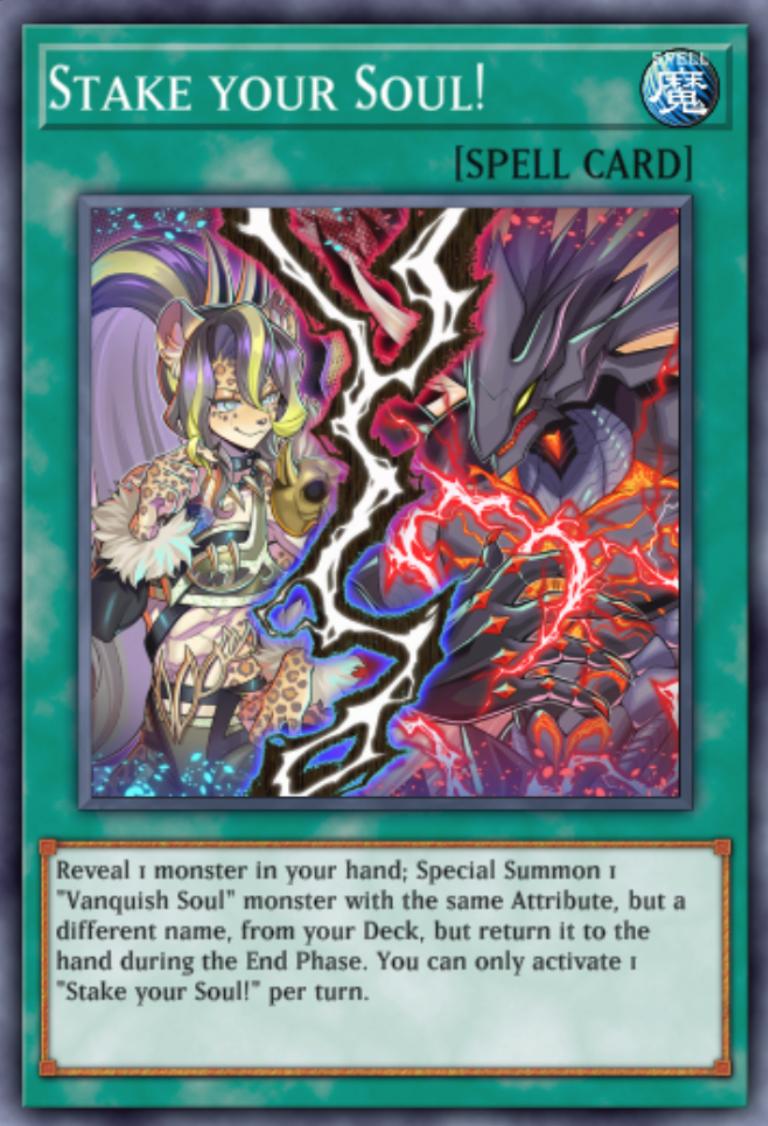 STAKE YOUR SOUL!
SPELL
魔
[SPELL CARD]
Reveal 1 monster in your hand; Special Summon 1
"Vanquish Soul" monster with the same Attribute, but a
different name, from your Deck, but return it to the
hand during the End Phase. You can only activate 1
"Stake your Soul!" per turn.